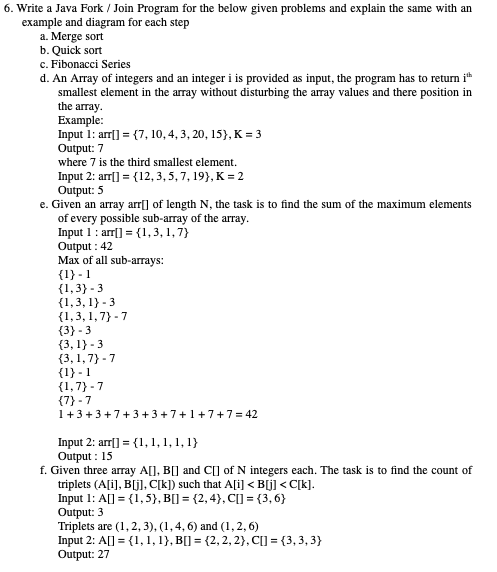 6. Write a Java Fork / Join Program for the below given problems and explain the same with an
example and diagram for each step
a. Merge sort
b. Quick sort
c. Fibonacci Series
d. An Array of integers and an integer i is provided as input, the program has to return iᵗʰ
smallest element in the array without disturbing the array values and there position in
the array.
Example:
Input 1: arr[] = {7, 10, 4, 3, 20, 15}, K = 3
Output: 7
where 7 is the third smallest element.
Input 2: arr[] = {12, 3, 5, 7, 19}, K = 2
Output: 5
e. Given an array arr[] of length N, the task is to find the sum of the maximum elements
of every possible sub-array of the array.
Input 1 : arr[] = {1, 3, 1, 7}
Output : 42
Max of all sub-arrays:
{1} - 1
{1, 3} - 3
{1, 3, 1} - 3
{1, 3, 1, 7} - 7
{3} - 3
{3, 1} - 3
{3, 1, 7} - 7
{1} - 1
{1, 7} - 7
{7} - 7
1 + 3 + 3 + 7 + 3 + 3 + 7 + 1 + 7 + 7 = 42
Input 2: arr[] = {1, 1, 1, 1, 1}
Output : 15
f. Given three array A[], B[] and C[] of N integers each. The task is to find the count of
triplets (A[i], B[j], C[k]) such that A[i] < B[j] < C[k].
Input 1: A[] = {1, 5}, B[] = {2, 4}, C[] = {3, 6}
Output: 3
Triplets are (1, 2, 3), (1, 4, 6) and (1, 2, 6)
Input 2: A[] = {1, 1, 1}, B[] = {2, 2, 2}, C[] = {3, 3, 3}
Output: 27